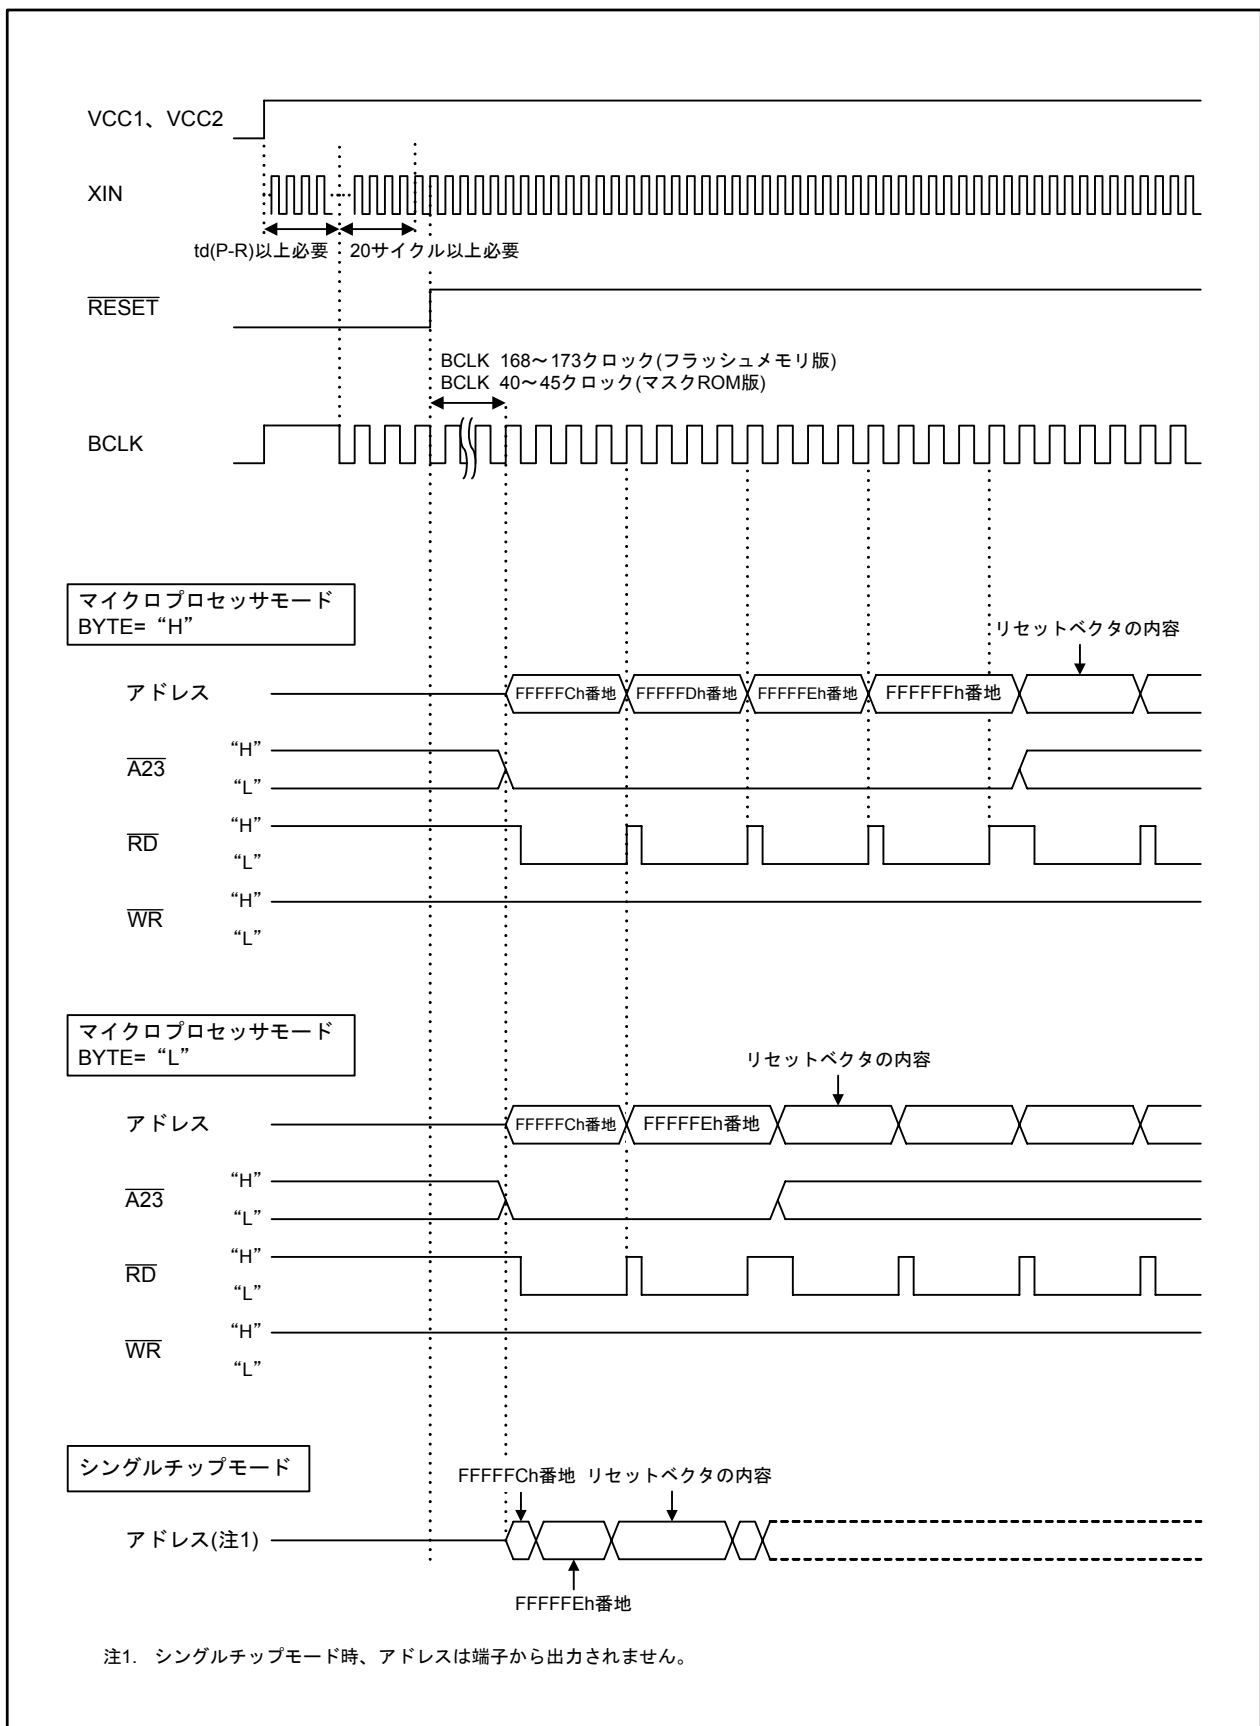 VCC1、VCC2
XIN
td(P-R)以上必要
20サイクル以上必要
RESET
BCLK 168～173クロック(フラッシュメモリ版)
BCLK 40～45クロック(マスクROM版)
BCLK
マイクロプロセッサモード
BYTE= “H”
リセットベクタの内容
アドレス
FFFFFCh番地
FFFFFDh番地
FFFFFEh番地
FFFFFFh番地
A23
“H”
“L”
RD
“H”
“L”
WR
“H”
“L”
マイクロプロセッサモード
BYTE= “L”
リセットベクタの内容
アドレス
FFFFFCh番地
FFFFFEh番地
A23
“H”
“L”
RD
“H”
“L”
WR
“H”
“L”
シングルチップモード
FFFFFCh番地
リセットベクタの内容
アドレス(注1)
FFFFFEh番地
注1. シングルチップモード時、アドレスは端子から出力されません。